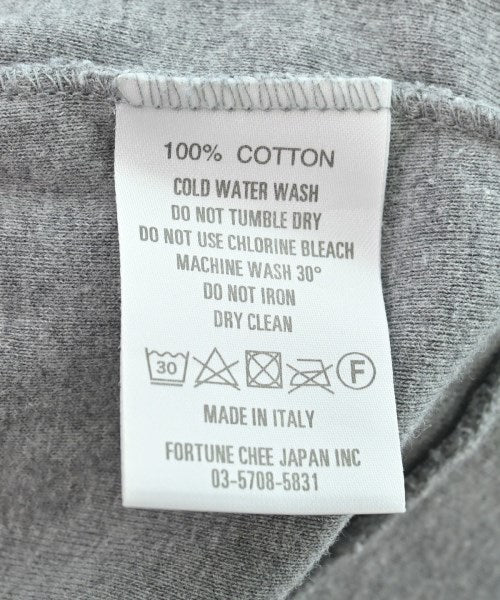 100% COTTON
COLD WATER WASH
DO NOT TUMBLE DRY
DO NOT USE CHLORINE BLEACH
MACHINE WASH 30°
DO NOT IRON
DRY CLEAN
30 F
MADE IN ITALY
FORTUNE CHEE JAPAN INC
03-5708-5831